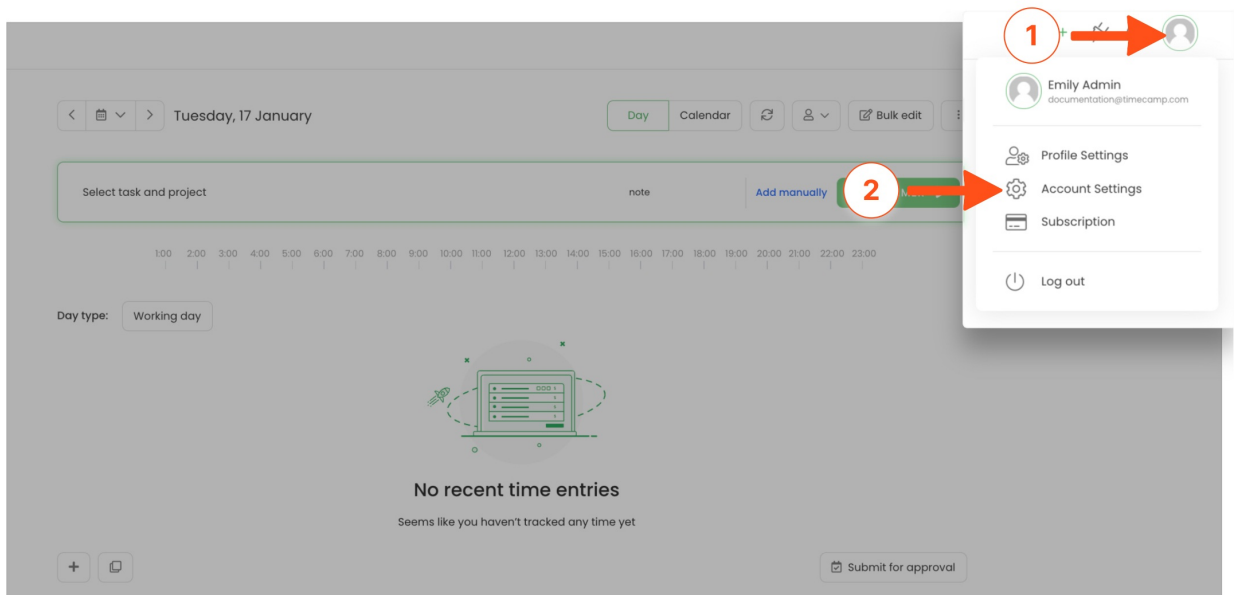 1
+
Emily Admin
documentation@timecamp.com
Tuesday, 17 January
Day
Calendar
Bulk edit
Profile Settings
Select task and project
note
Add manually
2
Account Settings
Subscription
1:00 2:00 3:00 4:00 5:00 6:00 7:00 8:00 9:00 10:00 11:00 12:00 13:00 14:00 15:00 16:00 17:00 18:00 19:00 20:00 21:00 22:00 23:00
Log out
Day type:
Working day
No recent time entries
Seems like you haven't tracked any time yet
+
Submit for approval